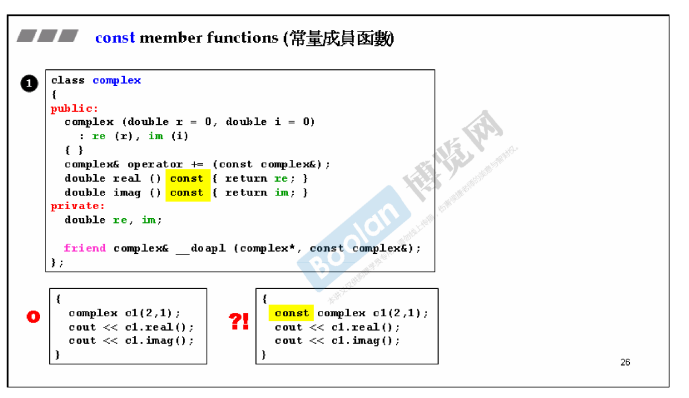 const member functions (常量成員函數)
1
class complex
{
public:
complex (double r = 0, double i = 0)
: re (r), im (i)
{ }
complex& operator += (const complex&);
double real () const { return re; }
double imag () const { return im; }
private:
double re, im;
friend complex& __doapl (complex*, const complex&);
};
Boolan 博览网
O
{
complex c1(2,1);
cout << c1.real();
cout << c1.imag();
}
?!
{
const complex c1(2,1);
cout << c1.real();
cout << c1.imag();
}
26